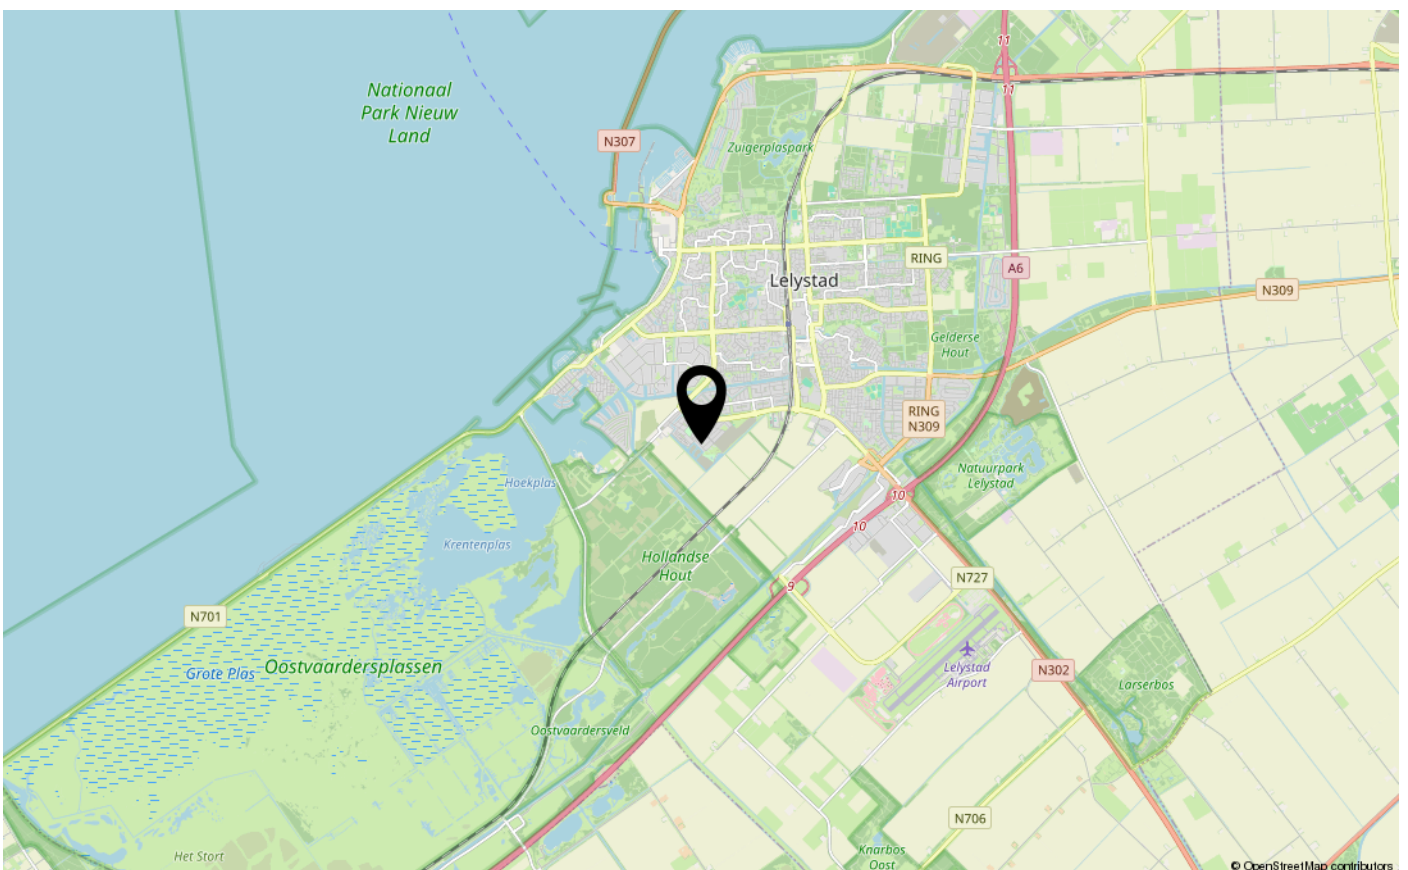 11
Nationaal
Park Nieuw
Land
11
N307
Zuigerplaspark
RING
A6
Lelystad
N309
Gelderse
Hout
RING
N309
Natuurpark
Lelystad
Hoekplas
10
10
Krentenplas
Hollandse
Hout
N727
9
N701
Oostvaardersplassen
Grote Plas
Lelystad
Airport
N302
Larserbos
Oostvaardersveld
N706
Het Stort
Knarbos
Oost
© OpenStreetMap contributors